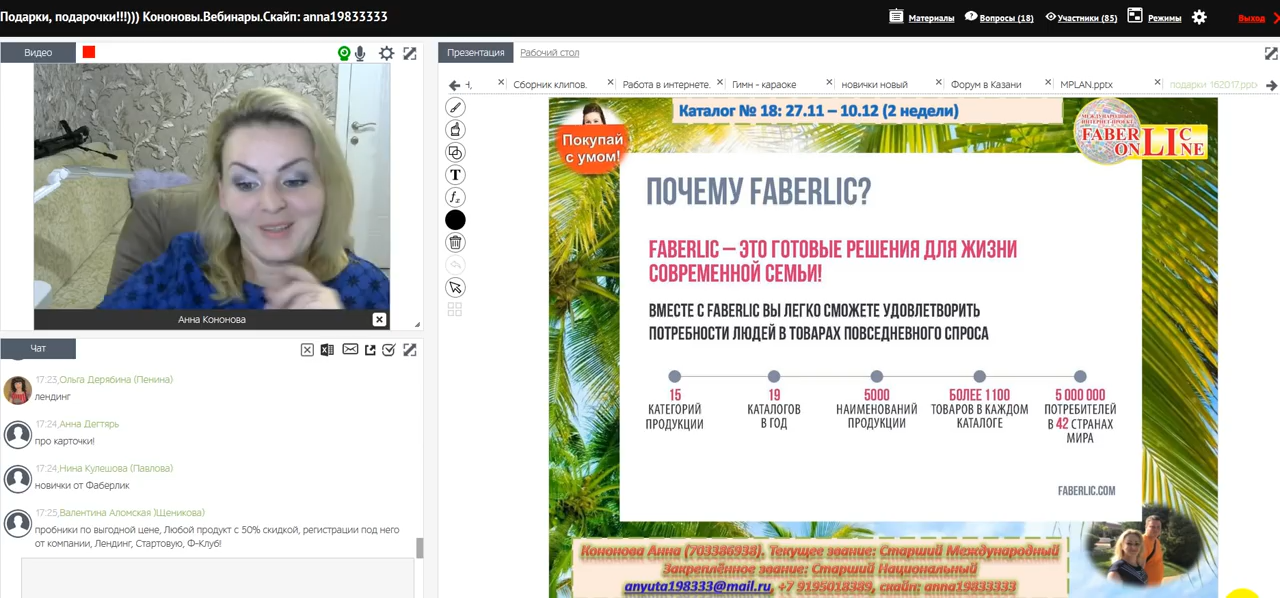 Подарки, подарочки!!!))) Кононовы.Вебинары.Скайп: anna19833333
Материалы
Вопросы (18)
Участники (85)
Режимы
Выход
Видео
Анна Кононова
Чат
17:23,Ольга Дерябина (Пенина)
лендинг
17:24,Анна Дегтярь
про карточки!
17:24,Нина Кулешова (Павлова)
новички от Фаберлик
17:25,Валентина Аломская )Щеникова)
пробники по выгодной цене, Любой продукт с 50% скидкой, регистрации под него
от компании, Лендинг, Стартовую, Ф-Клуб!
Презентация
Рабочий стол
Сборник клипов.
Работа в интернете.
Гимн - караоке
новички новый
Форум в Казани
MPLAN.pptx
подарки 162017.pptx
Каталог № 18: 27.11 – 10.12 (2 недели)
Покупай
с умом!
МЕЖДУНАРОДНЫЙ
ИНТЕРНЕТ-ПРОЕКТ
FABERLIC
ONLINE
ПОЧЕМУ FABERLIC?
FABERLIC – ЭТО ГОТОВЫЕ РЕШЕНИЯ ДЛЯ ЖИЗНИ
СОВРЕМЕННОЙ СЕМЬИ!
ВМЕСТЕ С FABERLIC ВЫ ЛЕГКО СМОЖЕТЕ УДОВЛЕТВОРИТЬ
ПОТРЕБНОСТИ ЛЮДЕЙ В ТОВАРАХ ПОВСЕДНЕВНОГО СПРОСА
15
КАТЕГОРИЙ
ПРОДУКЦИИ
19
КАТАЛОГОВ
В ГОД
5000
НАИМЕНОВАНИЙ
ПРОДУКЦИИ
БОЛЕЕ 1100
ТОВАРОВ В КАЖДОМ
КАТАЛОГЕ
5 000 000
ПОТРЕБИТЕЛЕЙ
В 42 СТРАНАХ
МИРА
FABERLIC.COM
Кононова Анна (703386938). Текущее звание: Старший Международный
Закреплённое звание: Старший Национальный
anyuta198333@mail.ru, +7 9195018389, скайп: anna19833333